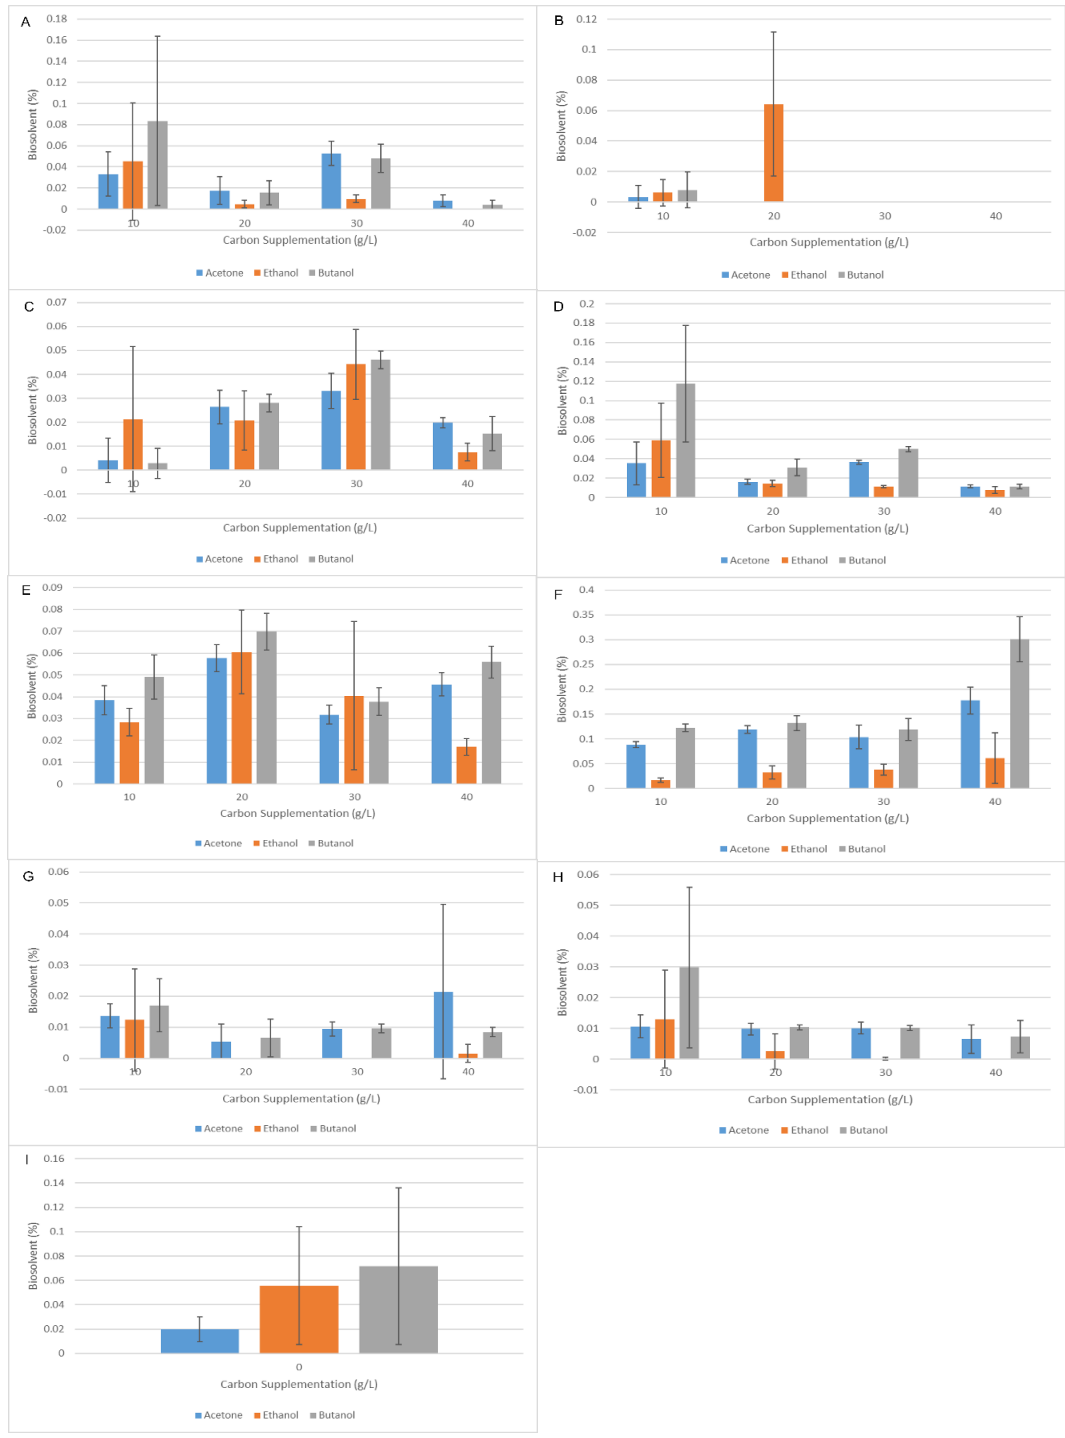 A
0.18
0.16
0.14
0.12
0.1
0.08
0.06
0.04
0.02
0
-0.02
Biosolvent (%)
10 20 30 40
Carbon Supplementation (g/L)
Acetone Ethanol Butanol
B
0.12
0.1
0.08
0.06
0.04
0.02
0
-0.02
Biosolvent (%)
10 20 30 40
Carbon Supplementation (g/L)
Acetone Ethanol Butanol
C
0.07
0.06
0.05
0.04
0.03
0.02
0.01
0
-0.01
-0.02
Biosolvent (%)
10 20 30 40
Carbon Supplementation (g/L)
Acetone Ethanol Butanol
D
0.2
0.18
0.16
0.14
0.12
0.1
0.08
0.06
0.04
0.02
0
Biosolvent (%)
10 20 30 40
Carbon Supplementation (g/L)
Acetone Ethanol Butanol
E
0.09
0.08
0.07
0.06
0.05
0.04
0.03
0.02
0.01
0
Biosolvent (%)
10 20 30 40
Carbon Supplementation (g/L)
Acetone Ethanol Butanol
F
0.4
0.35
0.3
0.25
0.2
0.15
0.1
0.05
0
Biosolvent (%)
10 20 30 40
Carbon Supplementation (g/L)
Acetone Ethanol Butanol
G
0.06
0.05
0.04
0.03
0.02
0.01
0
-0.01
Biosolvent (%)
10 20 30 40
Carbon Supplementation (g/L)
Acetone Ethanol Butanol
H
0.06
0.05
0.04
0.03
0.02
0.01
0
-0.01
Biosolvent (%)
10 20 30 40
Carbon Supplementation (g/L)
Acetone Ethanol Butanol
I
0.16
0.14
0.12
0.1
0.08
0.06
0.04
0.02
0
Biosolvent (%)
0
Carbon Supplementation (g/L)
Acetone Ethanol Butanol